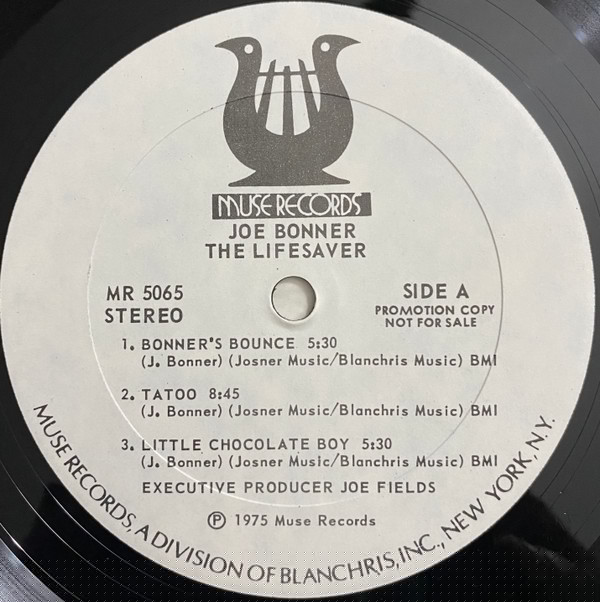 MUSE RECORDS
JOE BONNER
THE LIFESAVER
MR 5065
STEREO
SIDE A
PROMOTION COPY
NOT FOR SALE
1. BONNER'S BOUNCE 5:30
(J. Bonner) (Josner Music/Blanchris Music) BMI
2. TATOO 8:45
(J. Bonner) (Josner Music/Blanchris Music) BMI
3. LITTLE CHOCOLATE BOY 5:30
(J. Bonner) (Josner Music/Blanchris Music) BMI
EXECUTIVE PRODUCER JOE FIELDS
℗ 1975 Muse Records
MUSE RECORDS, A DIVISION OF BLANCHRIS, INC., NEW YORK, N.Y.